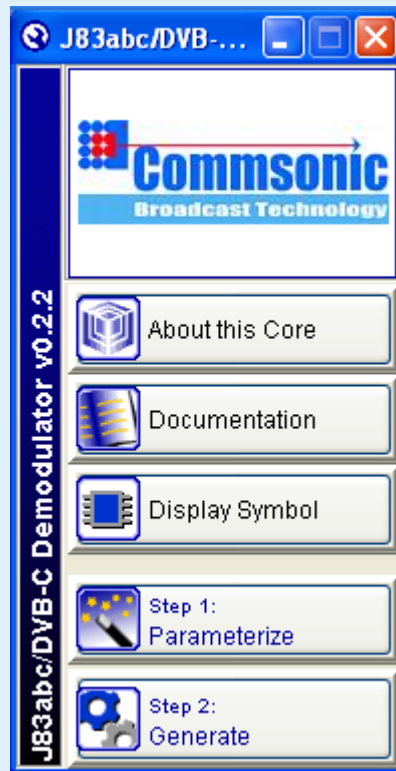 J83abc/DVB-...
Commsonic
Broadcast Technology
J83abc/DVB-C Demodulator v0.2.2
About this Core
Documentation
Display Symbol
Step 1:
Parameterize
Step 2:
Generate